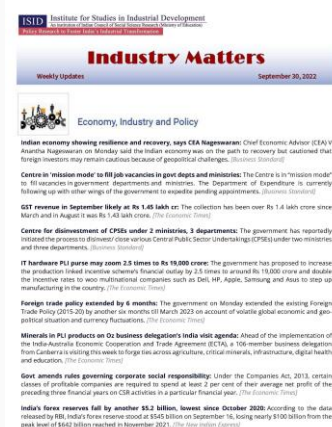 ISID Institute for Studies in Industrial Development
An Institution of Indian Council of Social Science Research (Ministry of Education)
Policy Research to Foster India's Industrial Transformation
Industry Matters
Weekly Updates September 30, 2022
Economy, Industry and Policy
Indian economy showing resilience and recovery, says CEA Nageswaran: Chief Economic Advisor (CEA) V
Anantha Nageswaran on Monday said the Indian economy was on the path to recovery but cautioned that
foreign investors may remain cautious because of geopolitical challenges. [Business Standard]
Centre in 'mission mode' to fill job vacancies in govt depts and ministries: The Centre is in "mission mode"
to fill vacancies in government departments and ministries. The Department of Expenditure is currently
following up with other wings of the government to expedite pending appointments. [Business Standard]
GST revenue in September likely at Rs 1.45 lakh cr: The collection has been over Rs 1.4 lakh crore since
March and in August it was Rs 1.43 lakh crore. [The Economic Times]
Centre for disinvestment of CPSEs under 2 ministries, 3 departments: The government has reportedly
initiated the process to disinvest/ close various Central Public Sector Undertakings (CPSEs) under two ministries
and three departments. [Business Standard]
IT hardware PLI purse may zoom 2.5 times to Rs 19,000 crore: The government has proposed to increase
the production linked incentive scheme's financial outlay by 2.5 times to around Rs 19,000 crore and double
the incentive rates to woo multinational companies such as Dell, HP, Apple, Samsung and Asus to step up
manufacturing in the country. [The Economic Times]
Foreign trade policy extended by 6 months: The government on Monday extended the existing Foreign
Trade Policy (2015-20) by another six months till March 2023 on account of volatile global economic and geo-
political situation and currency fluctuations. [The Economic Times]
Minerals in PLI products on Oz business delegation's India visit agenda: Ahead of the implementation of
the India-Australia Economic Cooperation and Trade Agreement (ECTA), a 106-member business delegation
from Canberra is visiting this week to forge ties across agriculture, critical minerals, infrastructure, digital health
and education. [The Economic Times]
Govt amends rules governing corporate social responsibility: Under the Companies Act, 2013, certain
classes of profitable companies are required to spend at least 2 per cent of their average net profit of the
preceding three financial years on CSR activities in a particular financial year. [The Economic Times]
India's forex reserves fall by another $5.2 billion, lowest since October 2020: According to the data
released by RBI, India's forex reserve stood at $545 billion on September 16, losing nearly $100 billion from the
peak level of $642 billion reached in November 2021. [The New Indian Express]